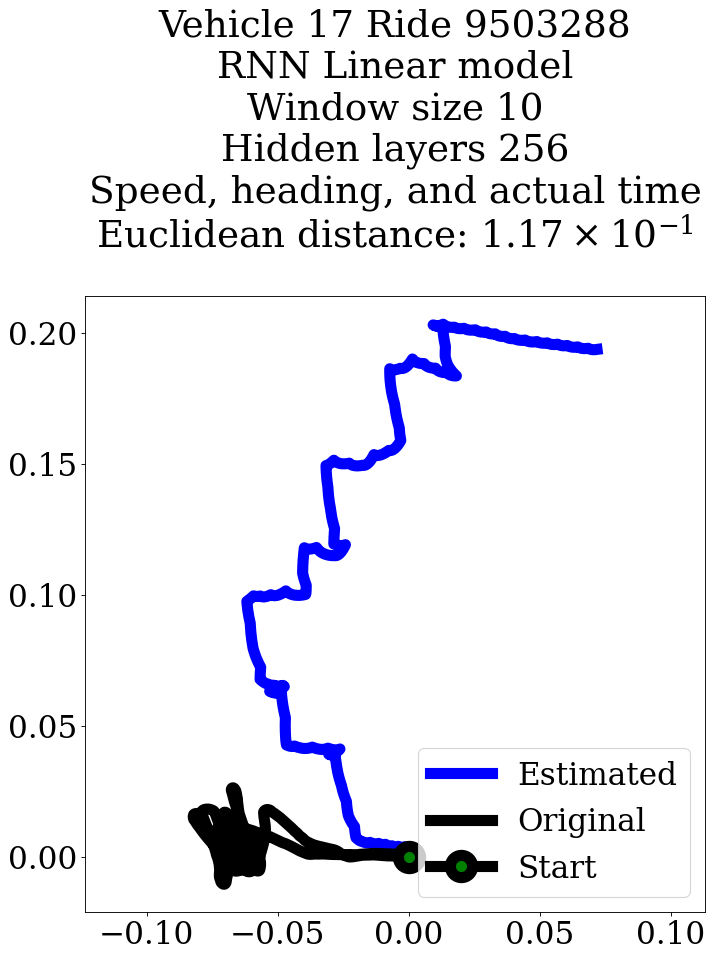 Vehicle 17 Ride 9503288
RNN Linear model
Window size 10
Hidden layers 256
Speed, heading, and actual time
Euclidean distance: 1.17 × 10⁻¹
0.20
0.15
0.10
0.05
0.00
Estimated
Original
Start
−0.10 −0.05 0.00 0.05 0.10